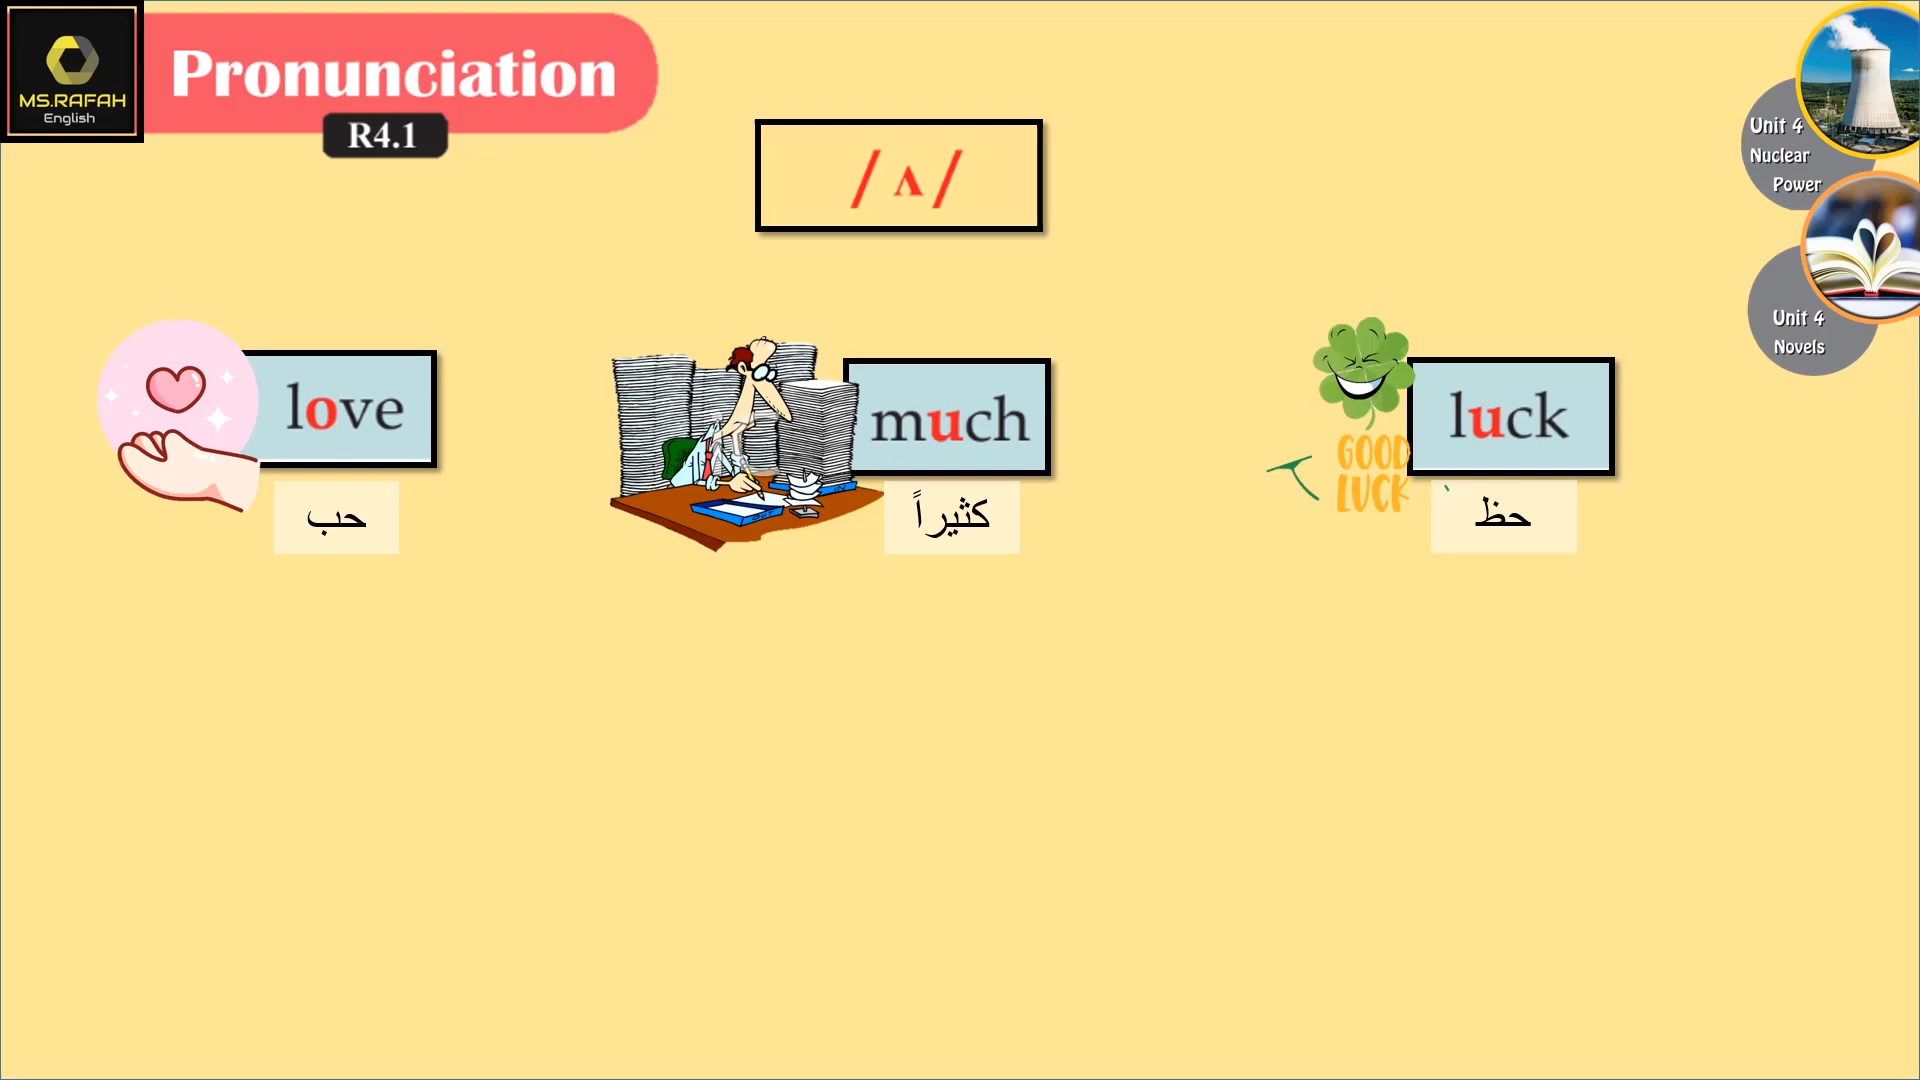 MS.RAFAH
English
Pronunciation
R4.1
/ʌ/
Unit 4
Nuclear
Power
Unit 4
Novels
love
حب
much
كثيراً
GOOD
LUCK
luck
حظ